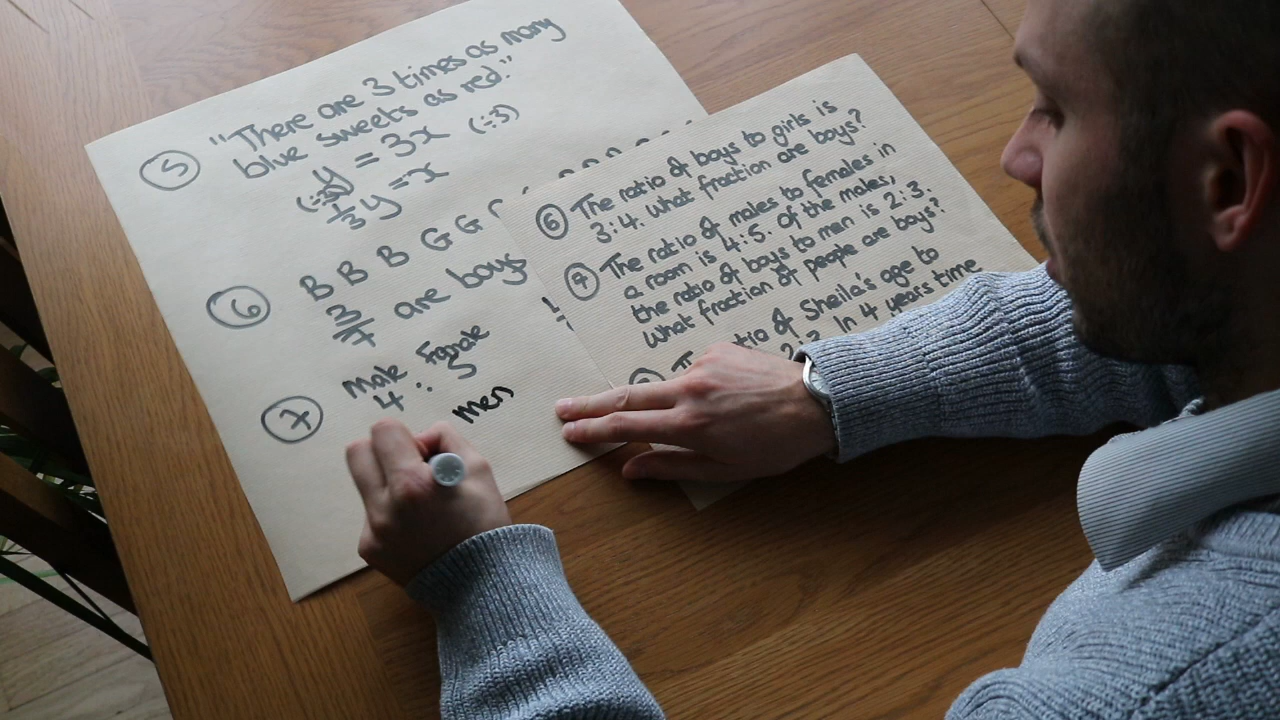 5 "There are 3 times as many
blue sweets as red."
y = 3x (÷3)
(÷3)
1/3 y = x
6 B B B G G
3/7 are boys
7 Male Female
4 : 5
Men
6 The ratio of boys to girls is
3:4. What fraction are boys?
7 The ratio of males to females in
a room is 4:5. Of the males,
the ratio of boys to men is 2:3.
What fraction of people are boys?
ratio of Sheila's age to
In 4 years time